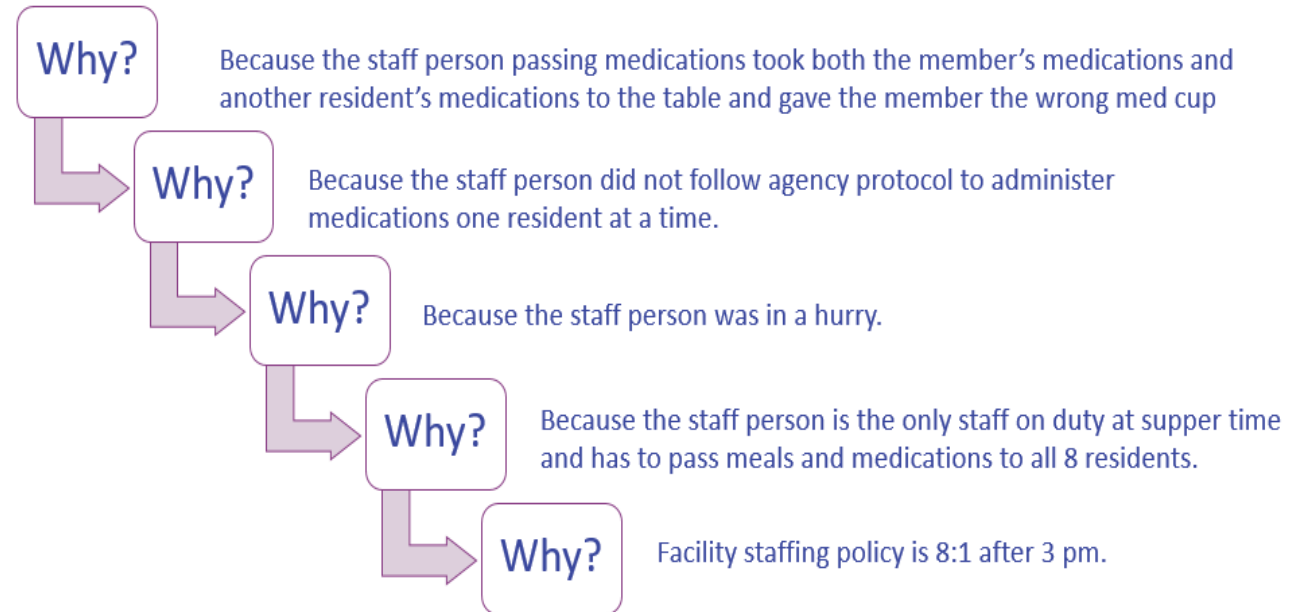 Why?
Because the staff person passing medications took both the member’s medications and
another resident’s medications to the table and gave the member the wrong med cup
Why?
Because the staff person did not follow agency protocol to administer
medications one resident at a time.
Why?
Because the staff person was in a hurry.
Why?
Because the staff person is the only staff on duty at supper time
and has to pass meals and medications to all 8 residents.
Why?
Facility staffing policy is 8:1 after 3 pm.